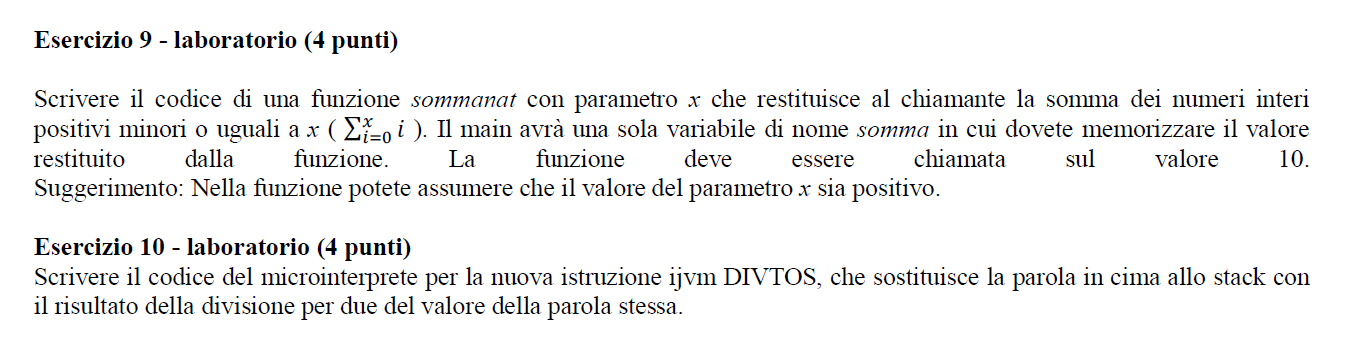 Esercizio 9 - laboratorio (4 punti)
Scrivere il codice di una funzione sommanat con parametro x che restituisce al chiamante la somma dei numeri interi
positivi minori o uguali a x ( ∑ˣᵢ₌₀ i ). Il main avrà una sola variabile di nome somma in cui dovete memorizzare il valore
restituito dalla funzione. La funzione deve essere chiamata sul valore 10.
Suggerimento: Nella funzione potete assumere che il valore del parametro x sia positivo.
Esercizio 10 - laboratorio (4 punti)
Scrivere il codice del microinterprete per la nuova istruzione ijvm DIVTOS, che sostituisce la parola in cima allo stack con
il risultato della divisione per due del valore della parola stessa.